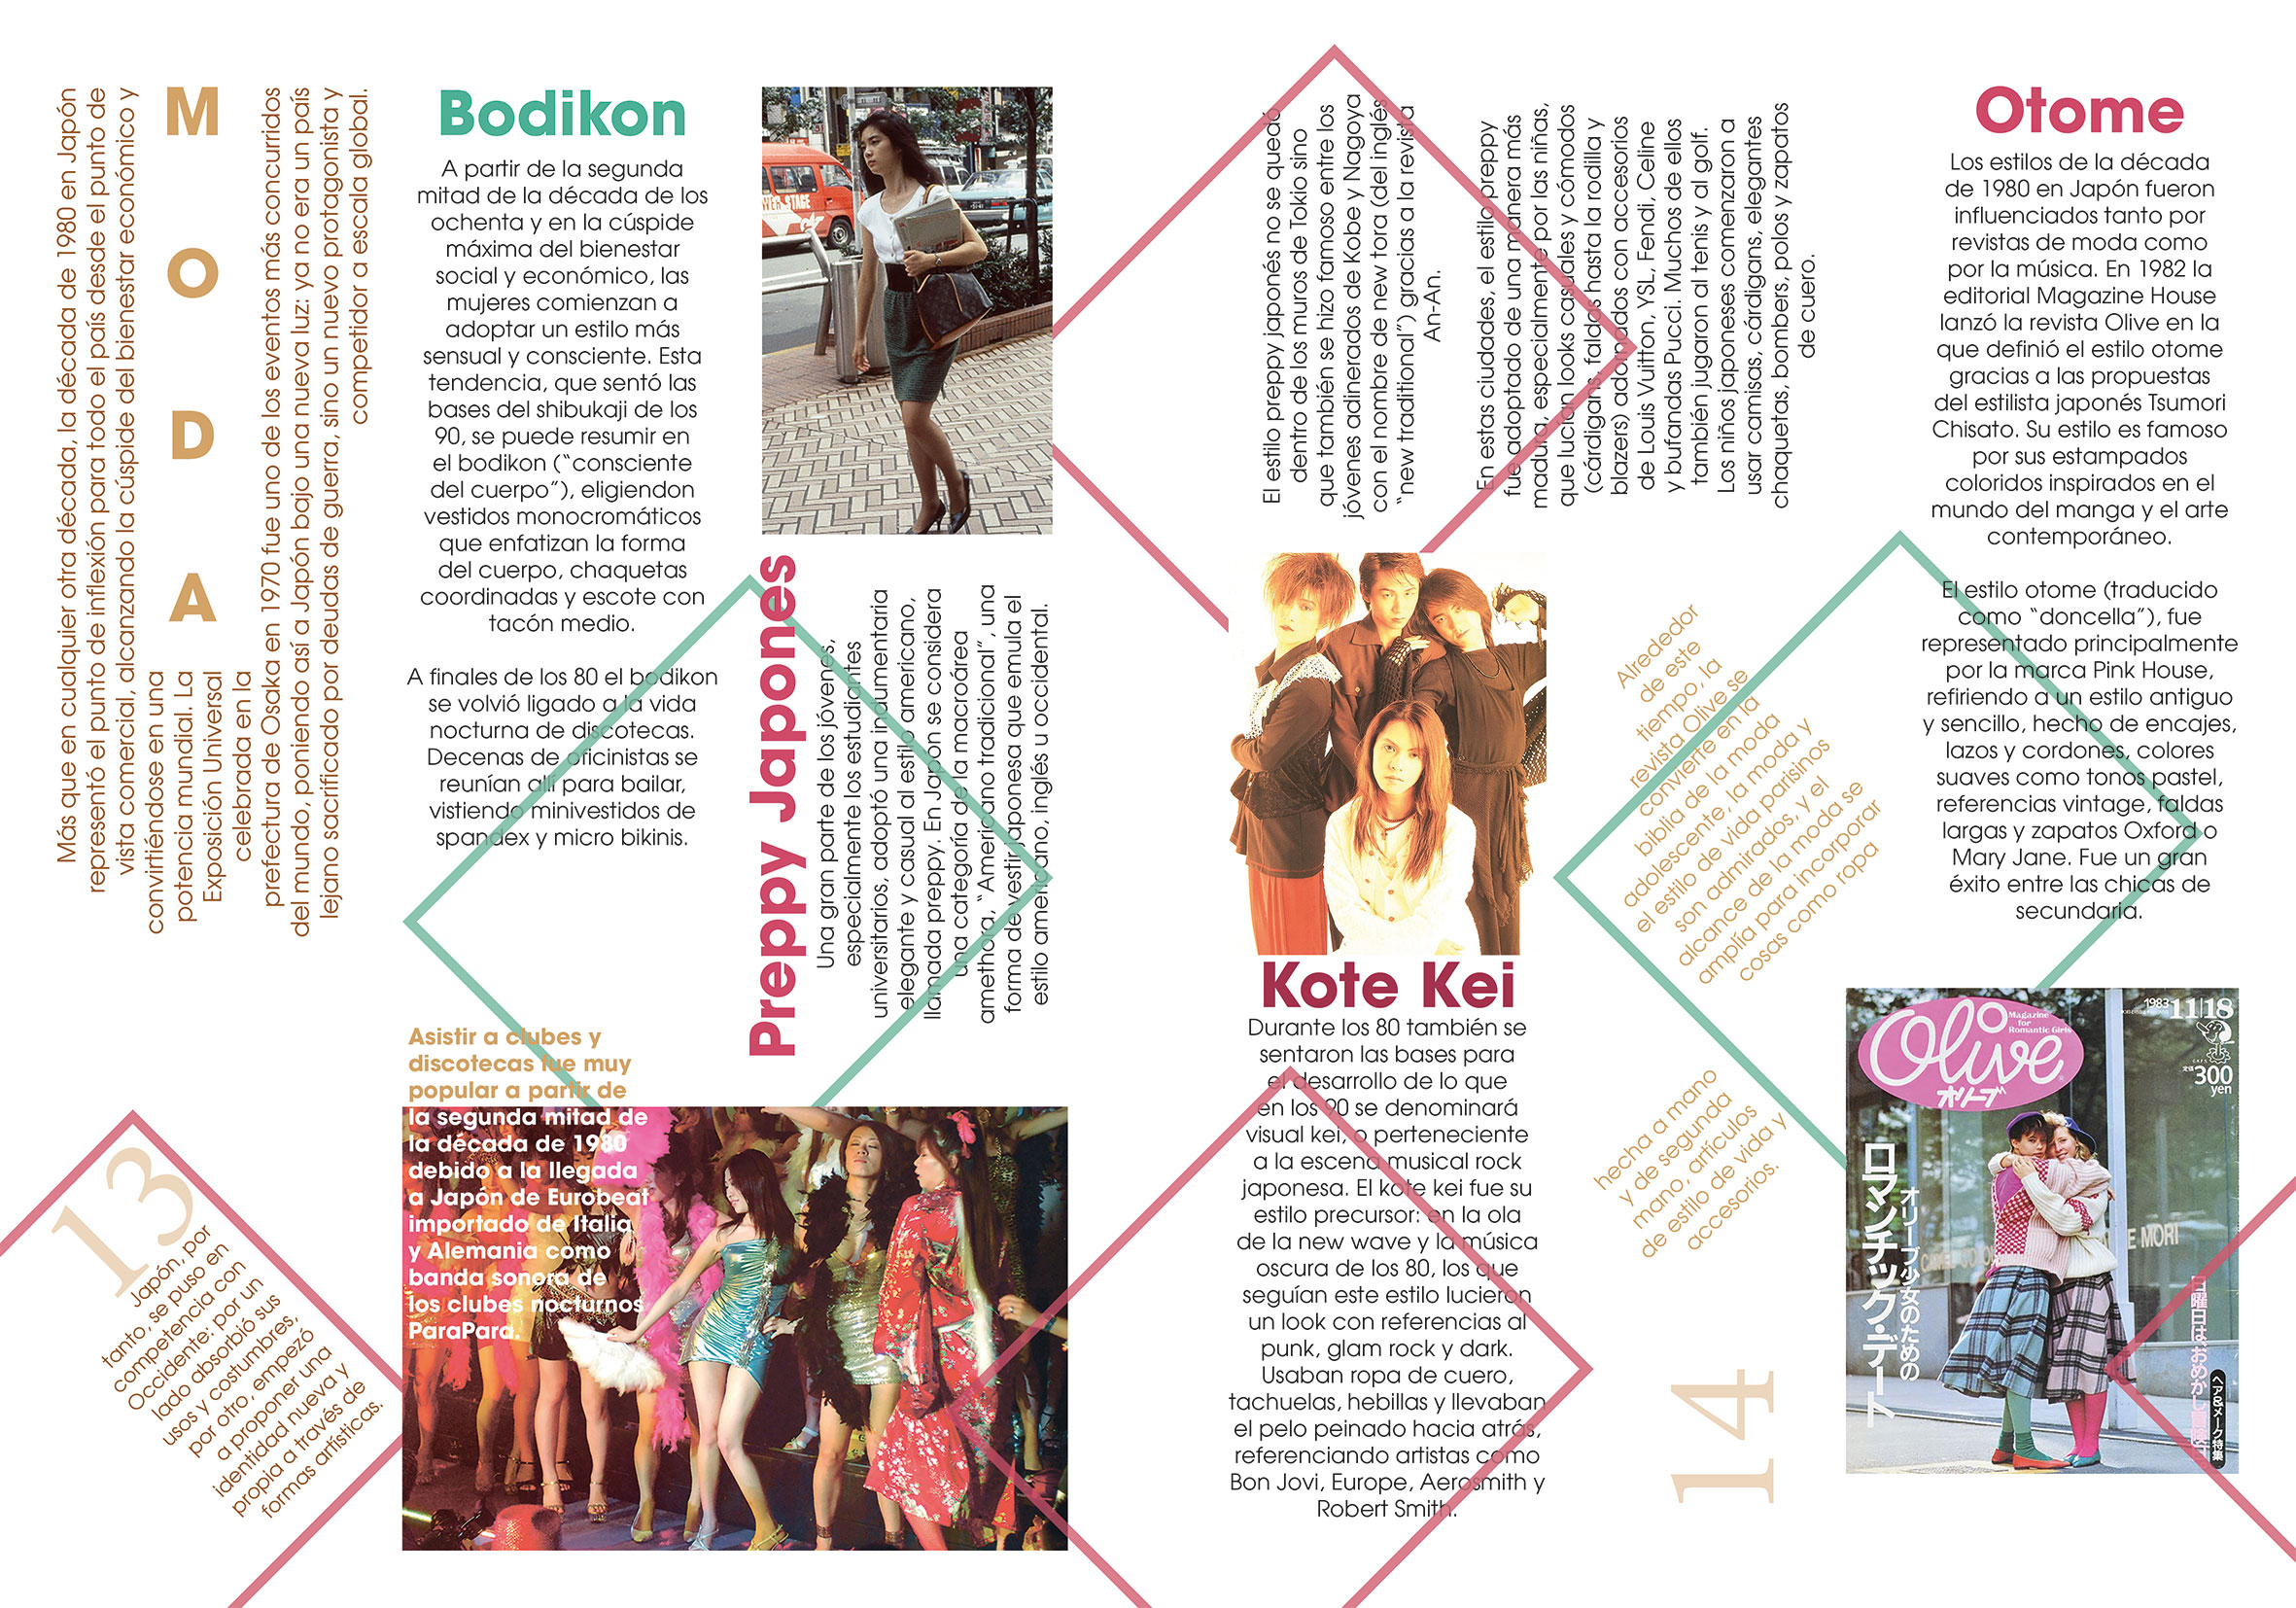 MODA
Más que en cualquier otra década, la década de 1980 en Japón
representó el punto de inflexión para todo el país desde el punto de
vista comercial, alcanzando la cúspide del bienestar económico y
convirtiéndose en una
potencia mundial. La
Exposición Universal
celebrada en la
prefectura de Osaka en 1970 fue uno de los eventos más concurridos
del mundo, poniendo así a Japón bajo una nueva luz: ya no era un país
lejano sacrificado por deudas de guerra, sino un nuevo protagonista y
competidor a escala global.
13
Japón, por
tanto, se puso en
competencia con
Occidente: por un
lado absorbió sus
usos y costumbres,
por otro, empezó
a proponer una
identidad nueva y
propia a través de
formas artísticas.
Bodikon
A partir de la segunda
mitad de la década de los
ochenta y en la cúspide
máxima del bienestar
social y económico, las
mujeres comienzan a
adoptar un estilo más
sensual y consciente. Esta
tendencia, que sentó las
bases del shibukaji de los
90, se puede resumir en
el bodikon (“consciente
del cuerpo”), eligiendon
vestidos monocromáticos
que enfatizan la forma
del cuerpo, chaquetas
coordinadas y escote con
tacón medio.
A finales de los 80 el bodikon
se volvió ligado a la vida
nocturna de discotecas.
Decenas de oficinistas se
reunían allí para bailar,
vistiendo minivestidos de
spandex y micro bikinis.
Asistir a clubes y
discotecas fue muy
popular a partir de
la segunda mitad de
la década de 1980
debido a la llegada
a Japón de Eurobeat
importado de Italia
y Alemania como
banda sonora de
los clubes nocturnos
ParaPara.
Preppy Japones
Una gran parte de los jóvenes,
especialmente los estudiantes
universitarios, adoptó una indumentaria
elegante y casual al estilo americano,
llamada preppy. En Japón se considera
una categoría de la macroárea
amethora, “Americano tradicional”, una
forma de vestir japonesa que emula el
estilo americano, inglés u occidental.
El estilo preppy japonés no se quedó
dentro de los muros de Tokio sino
que también se hizo famoso entre los
jóvenes adinerados de Kobe y Nagoya
con el nombre de new tora (del inglés
“new traditional”) gracias a la revista
An-An.
En estas ciudades, el estilo preppy
fue adoptado de una manera más
madura, especialmente por las niñas,
que lucían looks casuales y cómodos
(cárdigans, faldas hasta la rodilla y
blazers) adornados con accesorios
de Louis Vuitton, YSL, Fendi, Celine
y bufandas Pucci. Muchos de ellos
también jugaron al tenis y al golf.
Los niños japoneses comenzaron a
usar camisas, cárdigans, elegantes
chaquetas, bombers, polos y zapatos
de cuero.
Kote Kei
Durante los 80 también se
sentaron las bases para
el desarrollo de lo que
en los 90 se denominará
visual kei, o perteneciente
a la escena musical rock
japonesa. El kote kei fue su
estilo precursor: en la ola
de la new wave y la música
oscura de los 80, los que
seguían este estilo lucieron
un look con referencias al
punk, glam rock y dark.
Usaban ropa de cuero,
tachuelas, hebillas y llevaban
el pelo peinado hacia atrás,
referenciando artistas como
Bon Jovi, Europe, Aerosmith y
Robert Smith.
Otome
Los estilos de la década
de 1980 en Japón fueron
influenciados tanto por
revistas de moda como
por la música. En 1982 la
editorial Magazine House
lanzó la revista Olive en la
que definió el estilo otome
gracias a las propuestas
del estilista japonés Tsumori
Chisato. Su estilo es famoso
por sus estampados
coloridos inspirados en el
mundo del manga y el arte
contemporáneo.
El estilo otome (traducido
como “doncella”), fue
representado principalmente
por la marca Pink House,
refiriendo a un estilo antiguo
y sencillo, hecho de encajes,
lazos y cordones, colores
suaves como tonos pastel,
referencias vintage, faldas
largas y zapatos Oxford o
Mary Jane. Fue un gran
éxito entre las chicas de
secundaria.
Alrededor
de este
tiempo, la
revista Olive se
convierte en la
biblia de la moda
adolescente, la moda y
el estilo de vida parisinos
son admirados, y el
alcance de la moda se
amplía para incorporar
cosas como ropa
hecha a mano
y de segunda
mano, artículos
de estilo de vida y
accesorios.
14
Olive
Magazine
for
Romantic Girls
オリーブ
1983
11|18
定価
300
yen
オリーブ少女のための
ロマンチック・デート
E MORI
ヘア&メーク特集